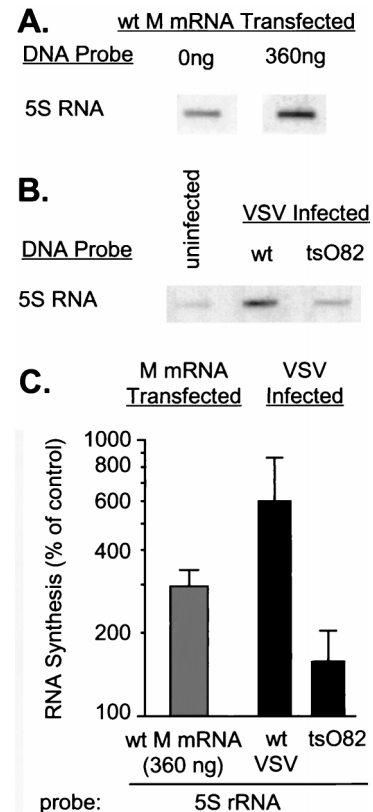 A.
wt M mRNA Transfected
DNA Probe 0ng 360ng
5S RNA
B.
uninfected
VSV Infected
DNA Probe wt tsO82
5S RNA
C.
M mRNA VSV
Transfected Infected
RNA Synthesis (% of control)
1000
800
600
400
200
100
wt M mRNA wt tsO82
(360 ng) VSV
probe: 5S rRNA